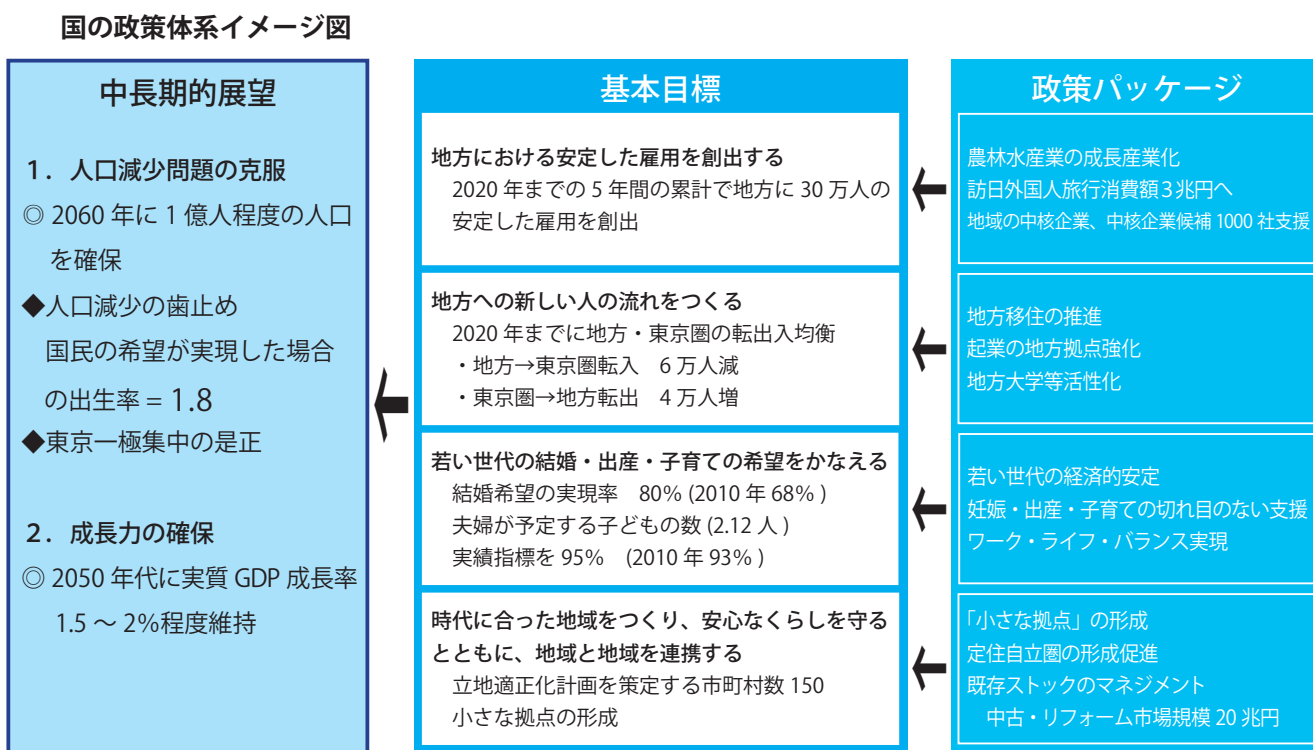 国の政策体系イメージ図
中長期的展望
1．人口減少問題の克服
◎ 2060 年に 1 億人程度の人口
を確保
◆人口減少の歯止め
国民の希望が実現した場合
の出生率 = 1.8
◆東京一極集中の是正
2．成長力の確保
◎ 2050 年代に実質 GDP 成長率
1.5 ～ 2%程度維持
基本目標
地方における安定した雇用を創出する
2020 年までの 5 年間の累計で地方に 30 万人の
安定した雇用を創出
地方への新しい人の流れをつくる
2020 年までに地方・東京圏の転出入均衡
・地方→東京圏転入　6 万人減
・東京圏→地方転出　4 万人増
若い世代の結婚・出産・子育ての希望をかなえる
結婚希望の実現率　80% (2010 年 68% )
夫婦が予定する子どもの数 (2.12 人 )
実績指標を 95%　(2010 年 93% )
時代に合った地域をつくり、安心なくらしを守る
とともに、地域と地域を連携する
立地適正化計画を策定する市町村数 150
小さな拠点の形成
政策パッケージ
農林水産業の成長産業化
訪日外国人旅行消費額３兆円へ
地域の中核企業、中核企業候補 1000 社支援
地方移住の推進
起業の地方拠点強化
地方大学等活性化
若い世代の経済的安定
妊娠・出産・子育ての切れ目のない支援
ワーク・ライフ・バランス実現
「小さな拠点」の形成
定住自立圏の形成促進
既存ストックのマネジメント
中古・リフォーム市場規模 20 兆円